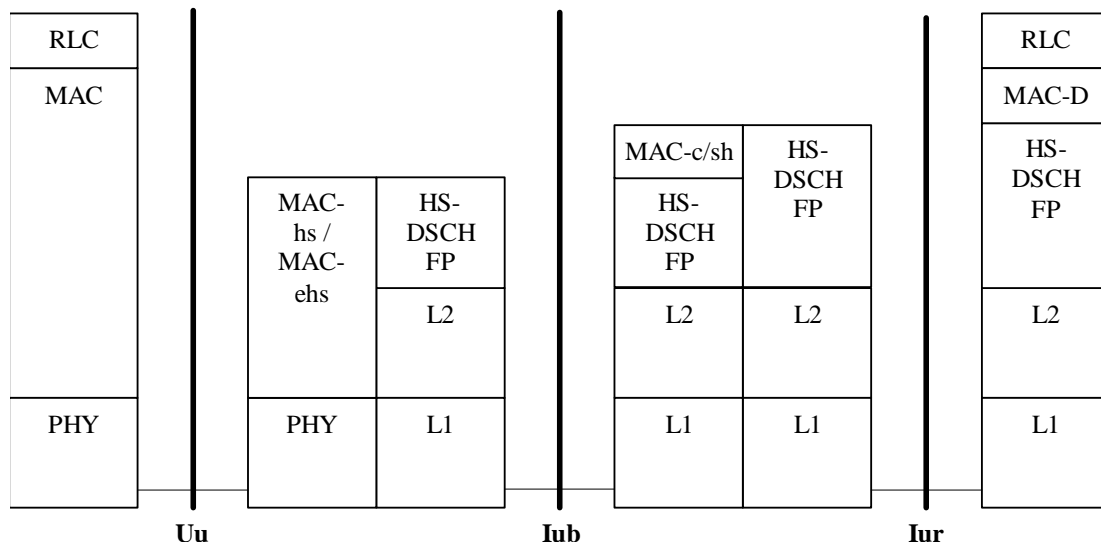 RLC
MAC
PHY
MAC-
hs /
MAC-
ehs
PHY
HS-
DSCH
FP
L2
L1
MAC-c/sh
HS-
DSCH
FP
L2
L1
HS-
DSCH
FP
L2
L1
RLC
MAC-D
HS-
DSCH
FP
L2
L1
Uu
Iub
Iur